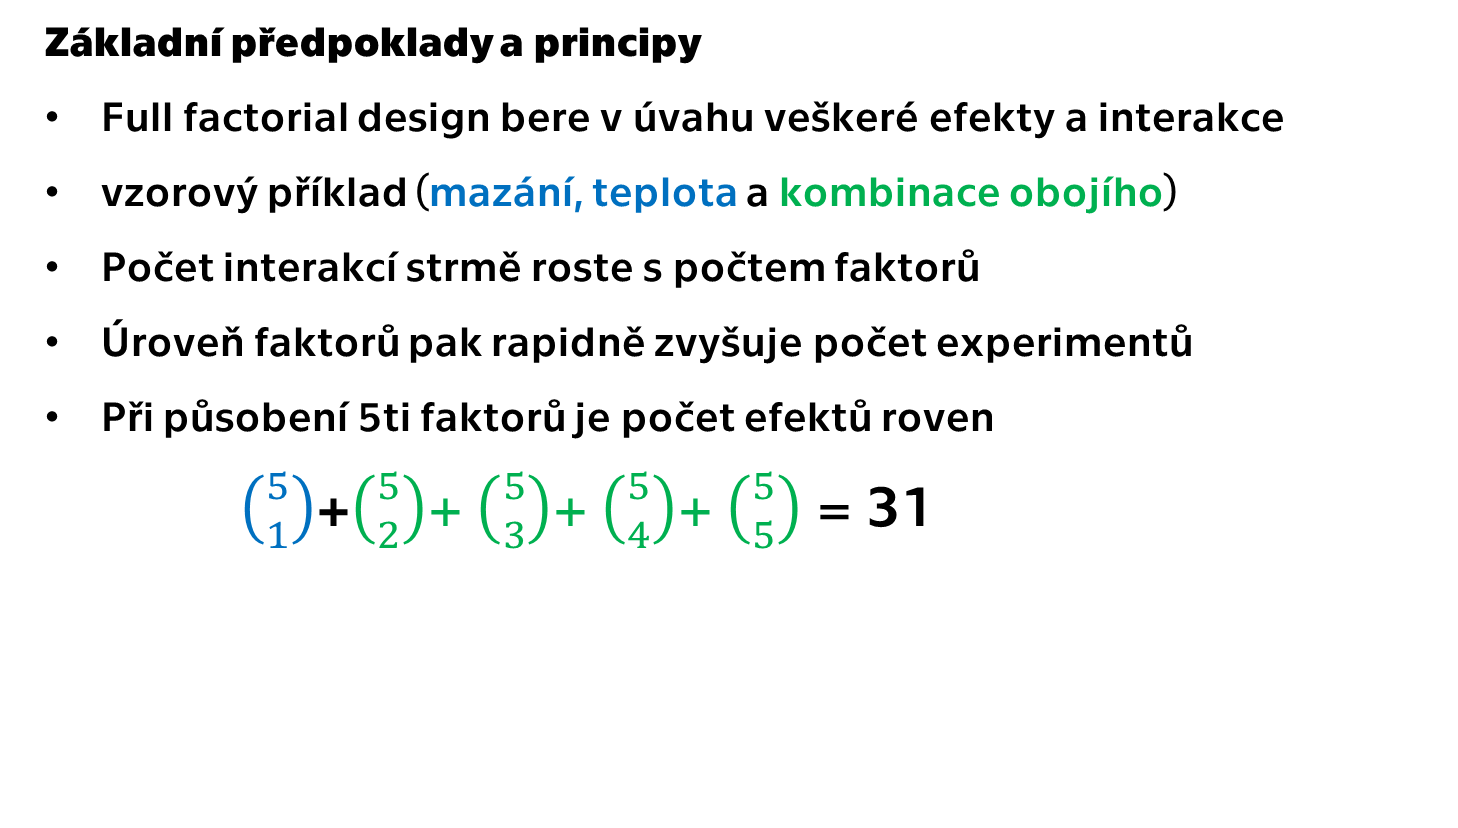 Základní předpoklady a principy
• Full factorial design bere v úvahu veškeré efekty a interakce
• vzorový příklad (mazání, teplota a kombinace obojího)
• Počet interakcí strmě roste s počtem faktorů
• Úroveň faktorů pak rapidně zvyšuje počet experimentů
• Při působení 5ti faktorů je počet efektů roven
(5 1)+(5 2)+ (5 3)+ (5 4)+ (5 5) = 31